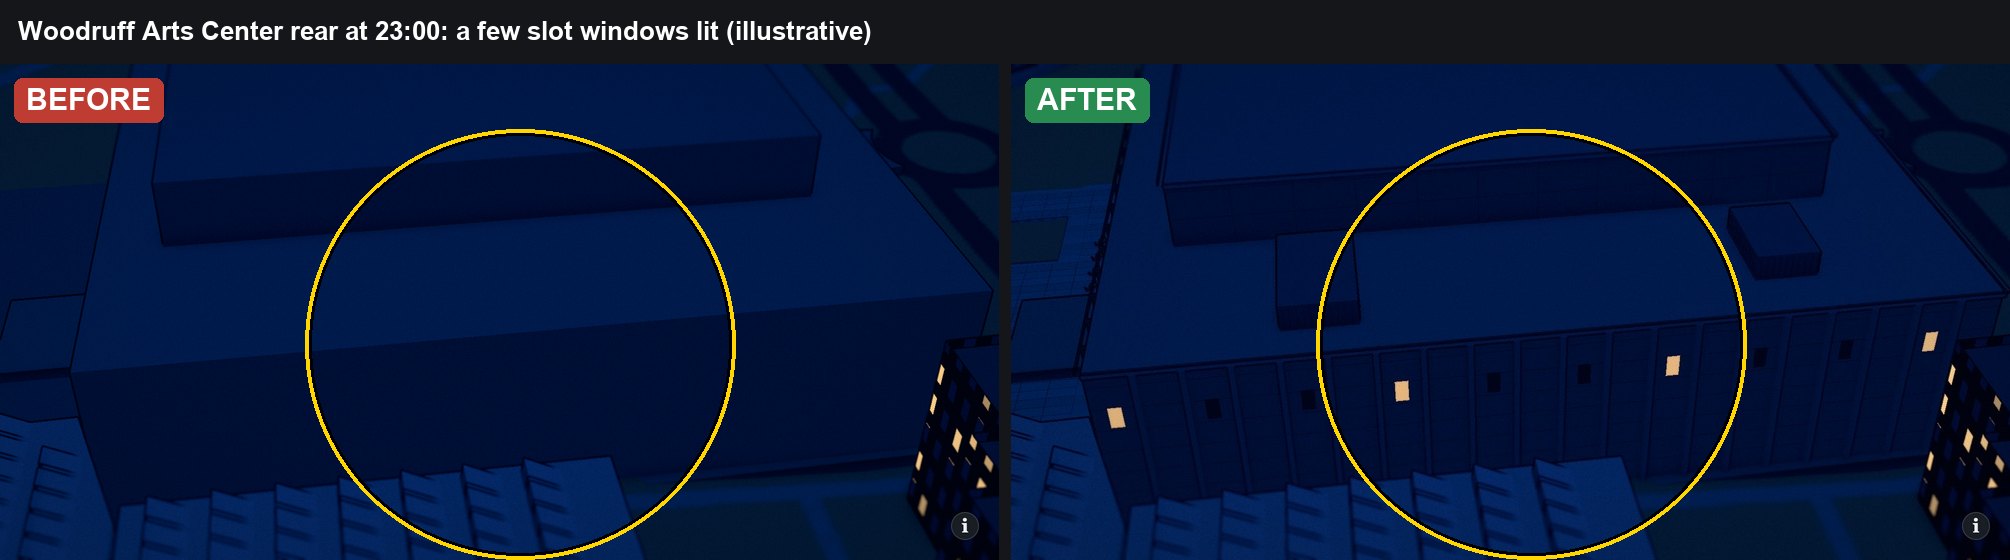 Woodruff Arts Center rear at 23:00: a few slot windows lit (illustrative)
BEFORE
AFTER
i
i